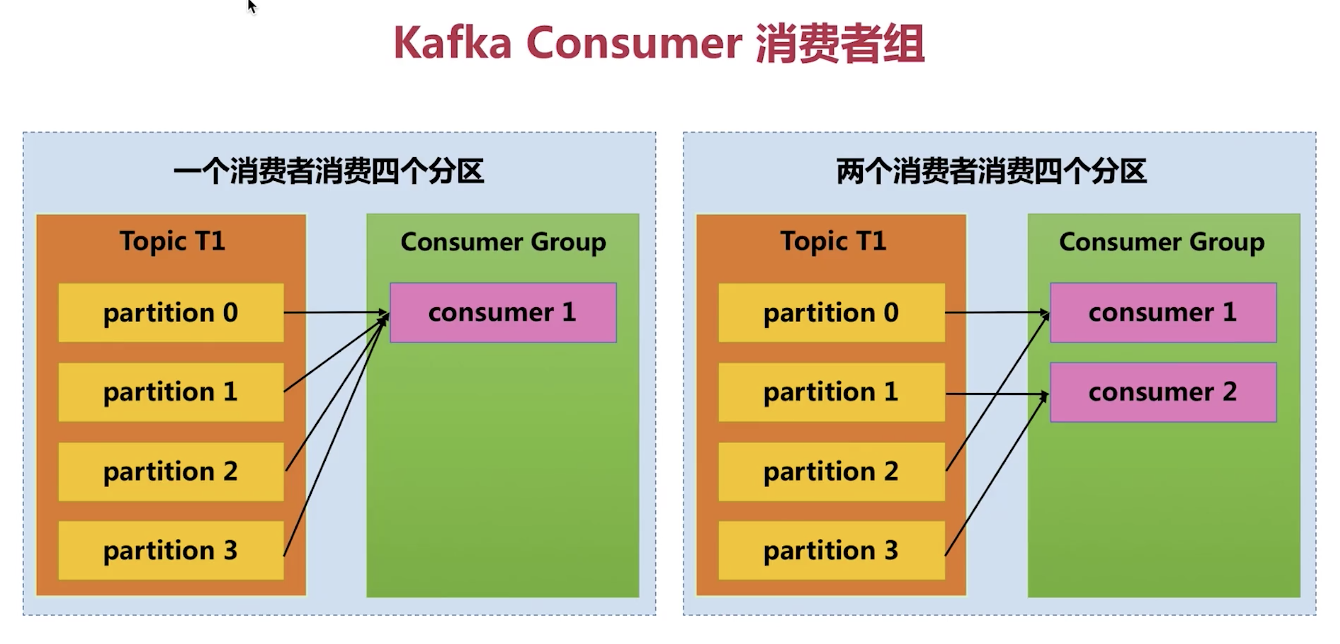 Kafka Consumer 消费者组
一个消费者消费四个分区
Topic T1
partition 0
partition 1
partition 2
partition 3
Consumer Group
consumer 1
两个消费者消费四个分区
Topic T1
partition 0
partition 1
partition 2
partition 3
Consumer Group
consumer 1
consumer 2